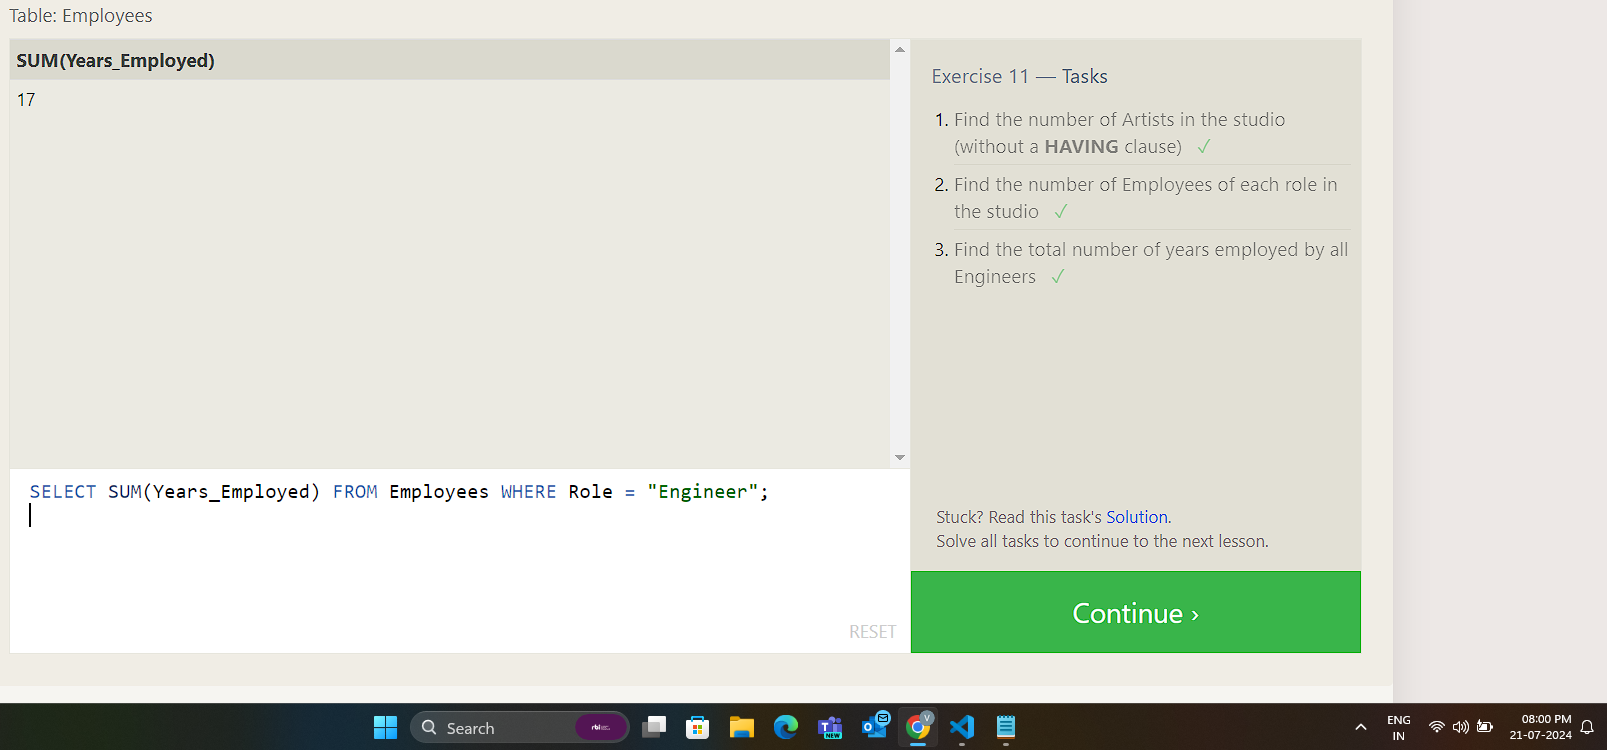 Table: Employees
SUM(Years_Employed)
17
SELECT SUM(Years_Employed) FROM Employees WHERE Role = "Engineer";
RESET
Exercise 11 — Tasks
1. Find the number of Artists in the studio
(without a HAVING clause) ✓
2. Find the number of Employees of each role in
the studio ✓
3. Find the total number of years employed by all
Engineers ✓
Stuck? Read this task's Solution.
Solve all tasks to continue to the next lesson.
Continue ›
Search
NEW
V
ENG
IN
08:00 PM
21-07-2024